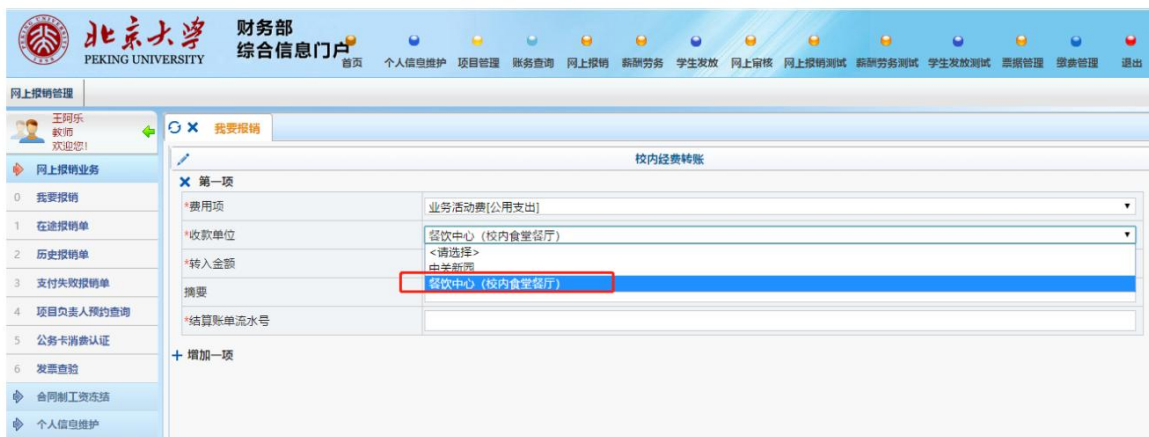 北京大学
PEKING UNIVERSITY
财务部
综合信息门户
首页 个人信息维护 项目管理 账务查询 网上报销 薪酬劳务 学生发放 网上审核 网上报销测试 薪酬劳务测试 学生发放测试 票据管理 缴费管理 退出
网上报销管理
王阿乐
教师
欢迎您!
我要报销
网上报销业务
0 我要报销
1 在途报销单
2 历史报销单
3 支付失败报销单
4 项目负责人预约查询
5 公务卡消费认证
6 发票查验
合同制工资冻结
个人信息维护
校内经费转账
第一项
*费用项 业务活动费[公用支出]
*收款单位 餐饮中心（校内食堂餐厅）
<请选择>
*转入金额 中关新园
餐饮中心（校内食堂餐厅）
摘要
*结算账单流水号
+ 增加一项